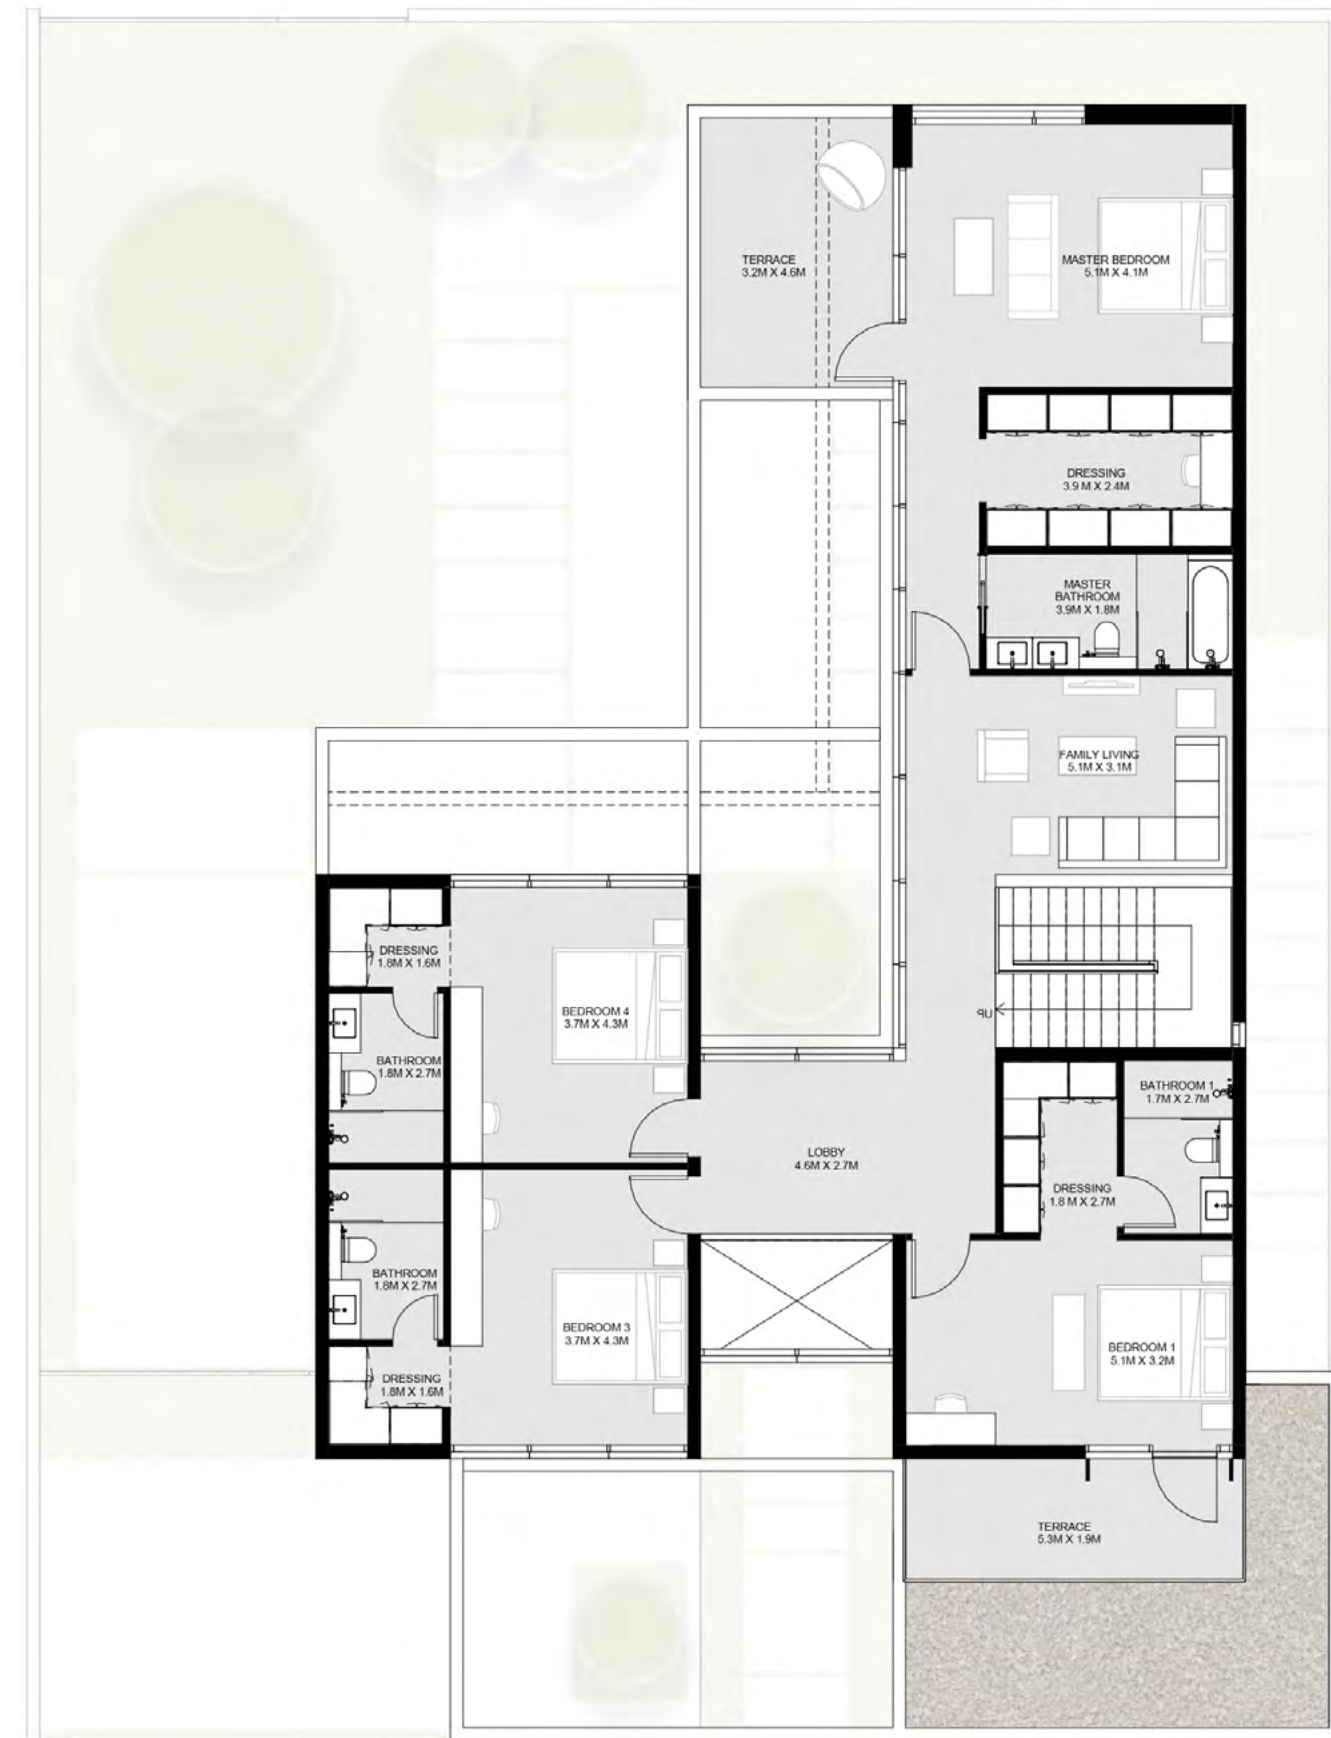 TERRACE
3.2M X 4.6M
MASTER BEDROOM
5.1M X 4.1M
DRESSING
3.9 M X 2.4M
MASTER
BATHROOM
3.9M X 1.8M
FAMILY LIVING
5.1M X 3.1M
DRESSING
1.8M X 1.6M
BEDROOM 4
3.7M X 4.3M
UP
BATHROOM
1.8M X 2.7M
BATHROOM 1
1.7M X 2.7M
LOBBY
4.6M X 2.7M
DRESSING
1.8 M X 2.7M
BATHROOM
1.8M X 2.7M
BEDROOM 3
3.7M X 4.3M
BEDROOM 1
5.1M X 3.2M
DRESSING
1.8M X 1.6M
TERRACE
5.3M X 1.9M